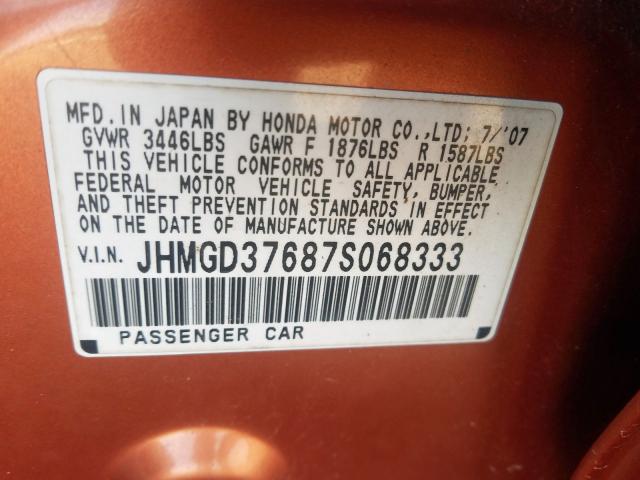 MFD. IN JAPAN BY HONDA MOTOR CO.,LTD; 7/'07
GVWR 3446LBS GAWR F 1876LBS R 1587LBS
THIS VEHICLE CONFORMS TO ALL APPLICABLE
FEDERAL MOTOR VEHICLE SAFETY, BUMPER,
AND THEFT PREVENTION STANDARDS IN EFFECT
ON THE DATE OF MANUFACTURE SHOWN ABOVE.
V.I.N. JHMGD37687S068333
PASSENGER CAR